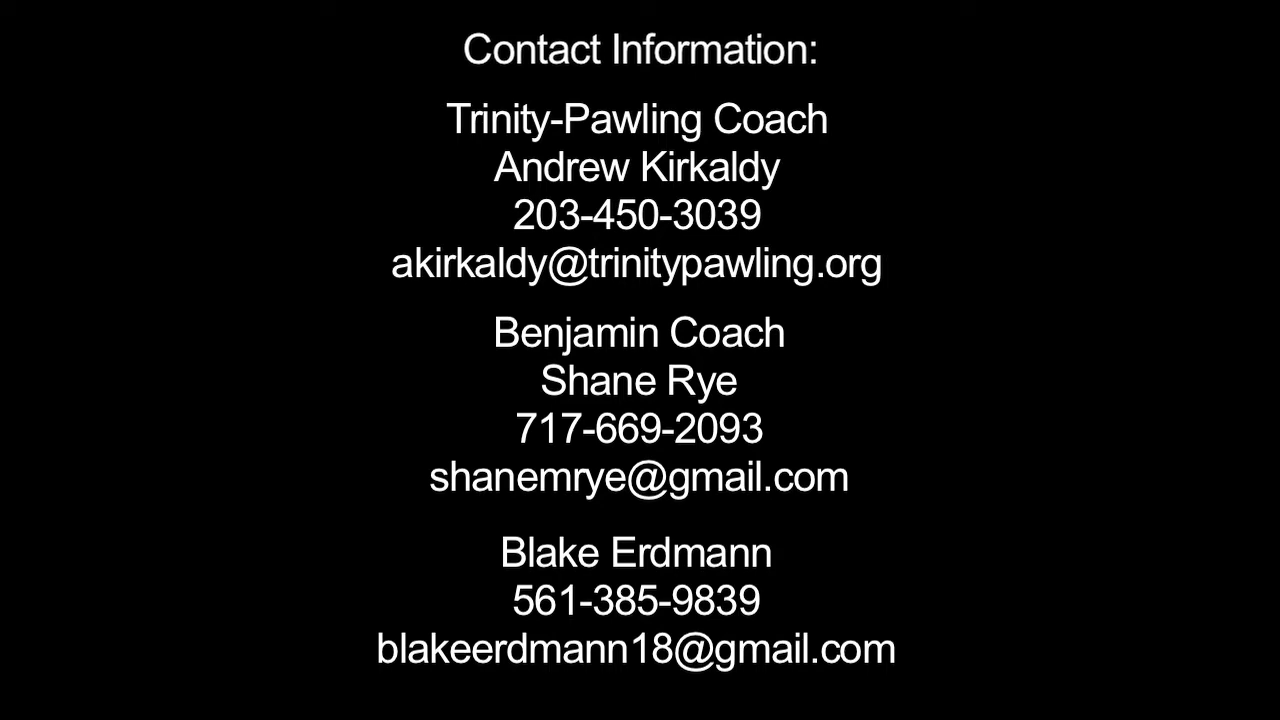 Contact Information:
Trinity-Pawling Coach
Andrew Kirkaldy
203-450-3039
akirkaldy@trinitypawling.org
Benjamin Coach
Shane Rye
717-669-2093
shanemrye@gmail.com
Blake Erdmann
561-385-9839
blakeerdmann18@gmail.com